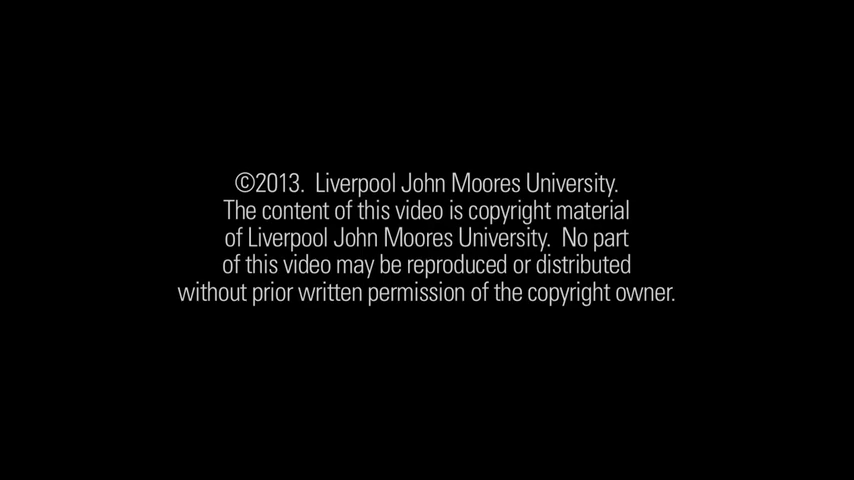 ©2013.  Liverpool John Moores University.
The content of this video is copyright material
of Liverpool John Moores University.  No part
of this video may be reproduced or distributed
without prior written permission of the copyright owner.